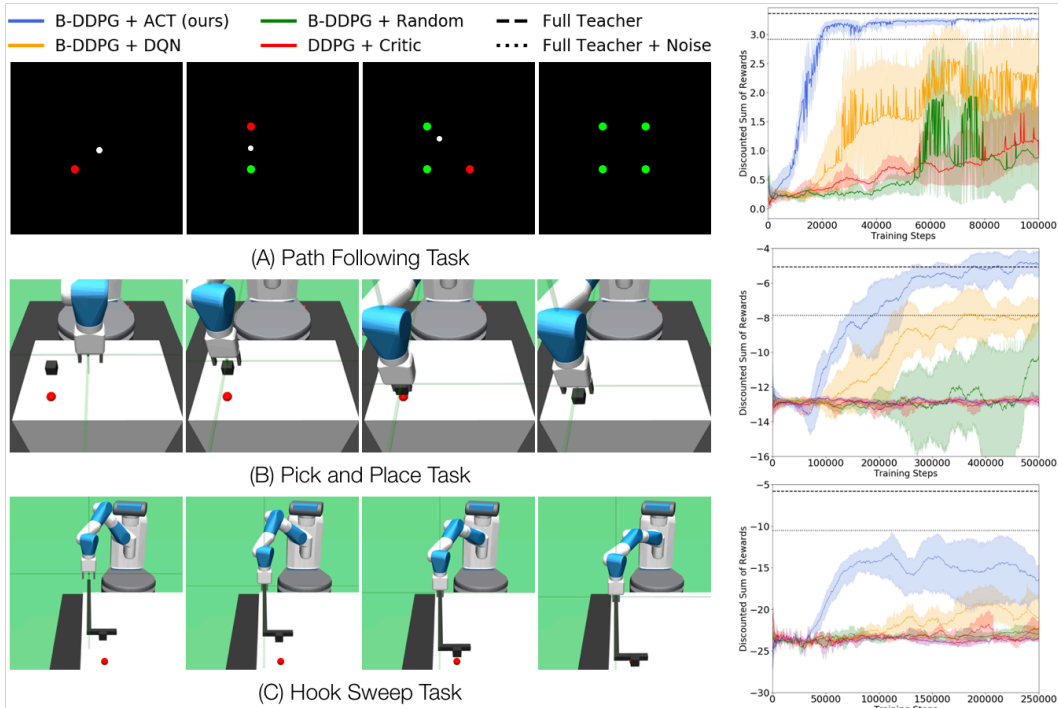 B-DDPG + ACT (ours)
B-DDPG + Random
Full Teacher
B-DDPG + DQN
DDPG + Critic
Full Teacher + Noise
(A) Path Following Task
(B) Pick and Place Task
(C) Hook Sweep Task
Discounted Sum of Rewards
3.0
2.5
2.0
1.5
1.0
0.5
0.0
0 20000 40000 60000 80000 100000
Training Steps
Discounted Sum of Rewards
−4
−6
−8
−10
−12
−14
−16
0 100000 200000 300000 400000 500000
Training Steps
Discounted Sum of Rewards
−5
−10
−15
−20
−25
−30
0 50000 100000 150000 200000 250000
Training Steps